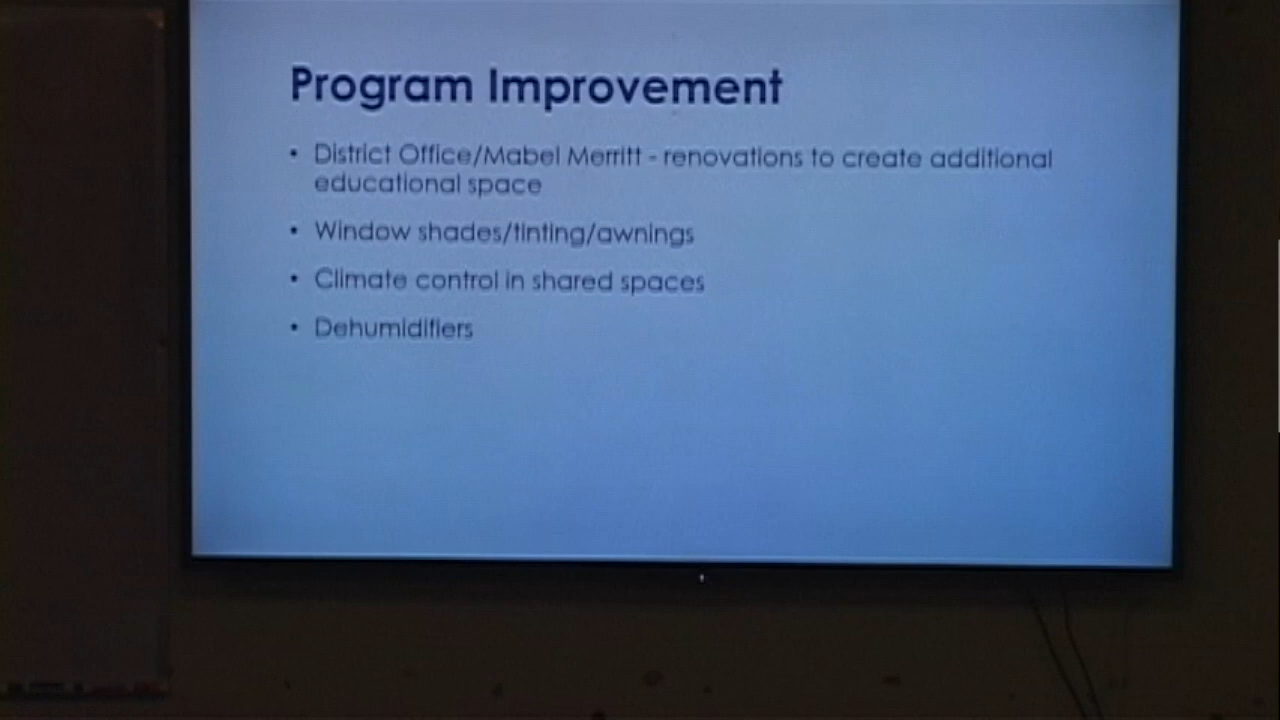 Program Improvement
• District Office/Mabel Merritt - renovations to create additional
educational space
• Window shades/tinting/awnings
• Climate control in shared spaces
• Dehumidifiers